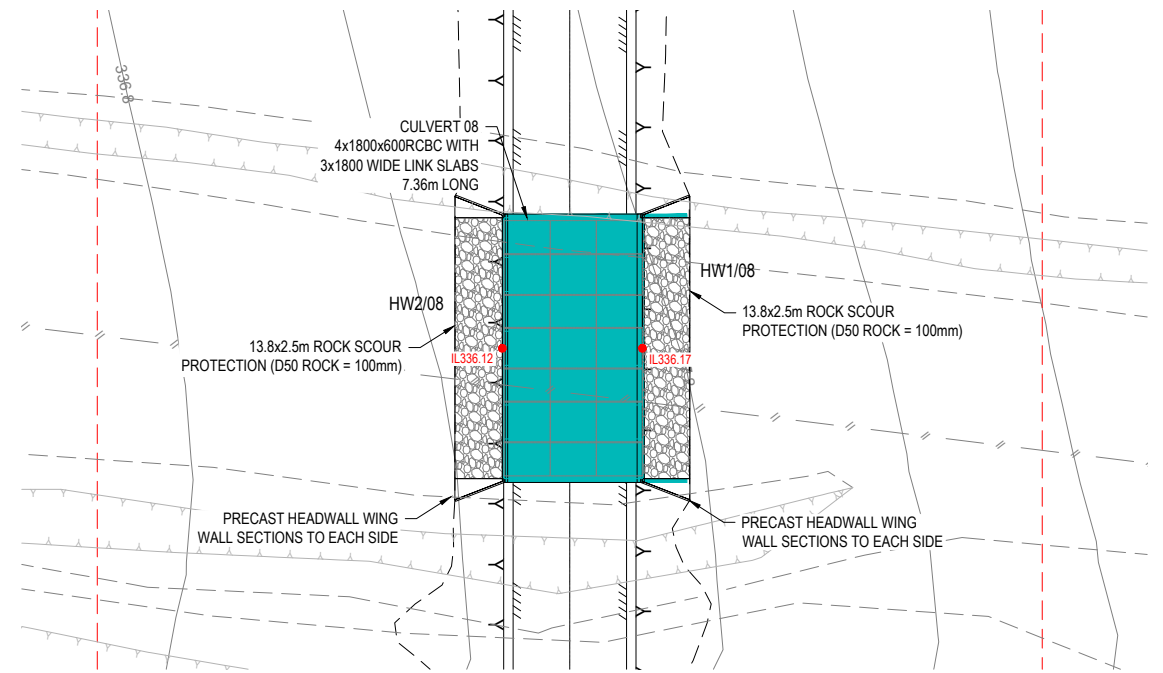 336.8
CULVERT 08
4x1800x600RCBC WITH
3x1800 WIDE LINK SLABS
7.36m LONG
HW1/08
HW2/08
13.8x2.5m ROCK SCOUR
PROTECTION (D50 ROCK = 100mm)
13.8x2.5m ROCK SCOUR
PROTECTION (D50 ROCK = 100mm)
IL336.12
IL336.17
PRECAST HEADWALL WING
WALL SECTIONS TO EACH SIDE
PRECAST HEADWALL WING
WALL SECTIONS TO EACH SIDE